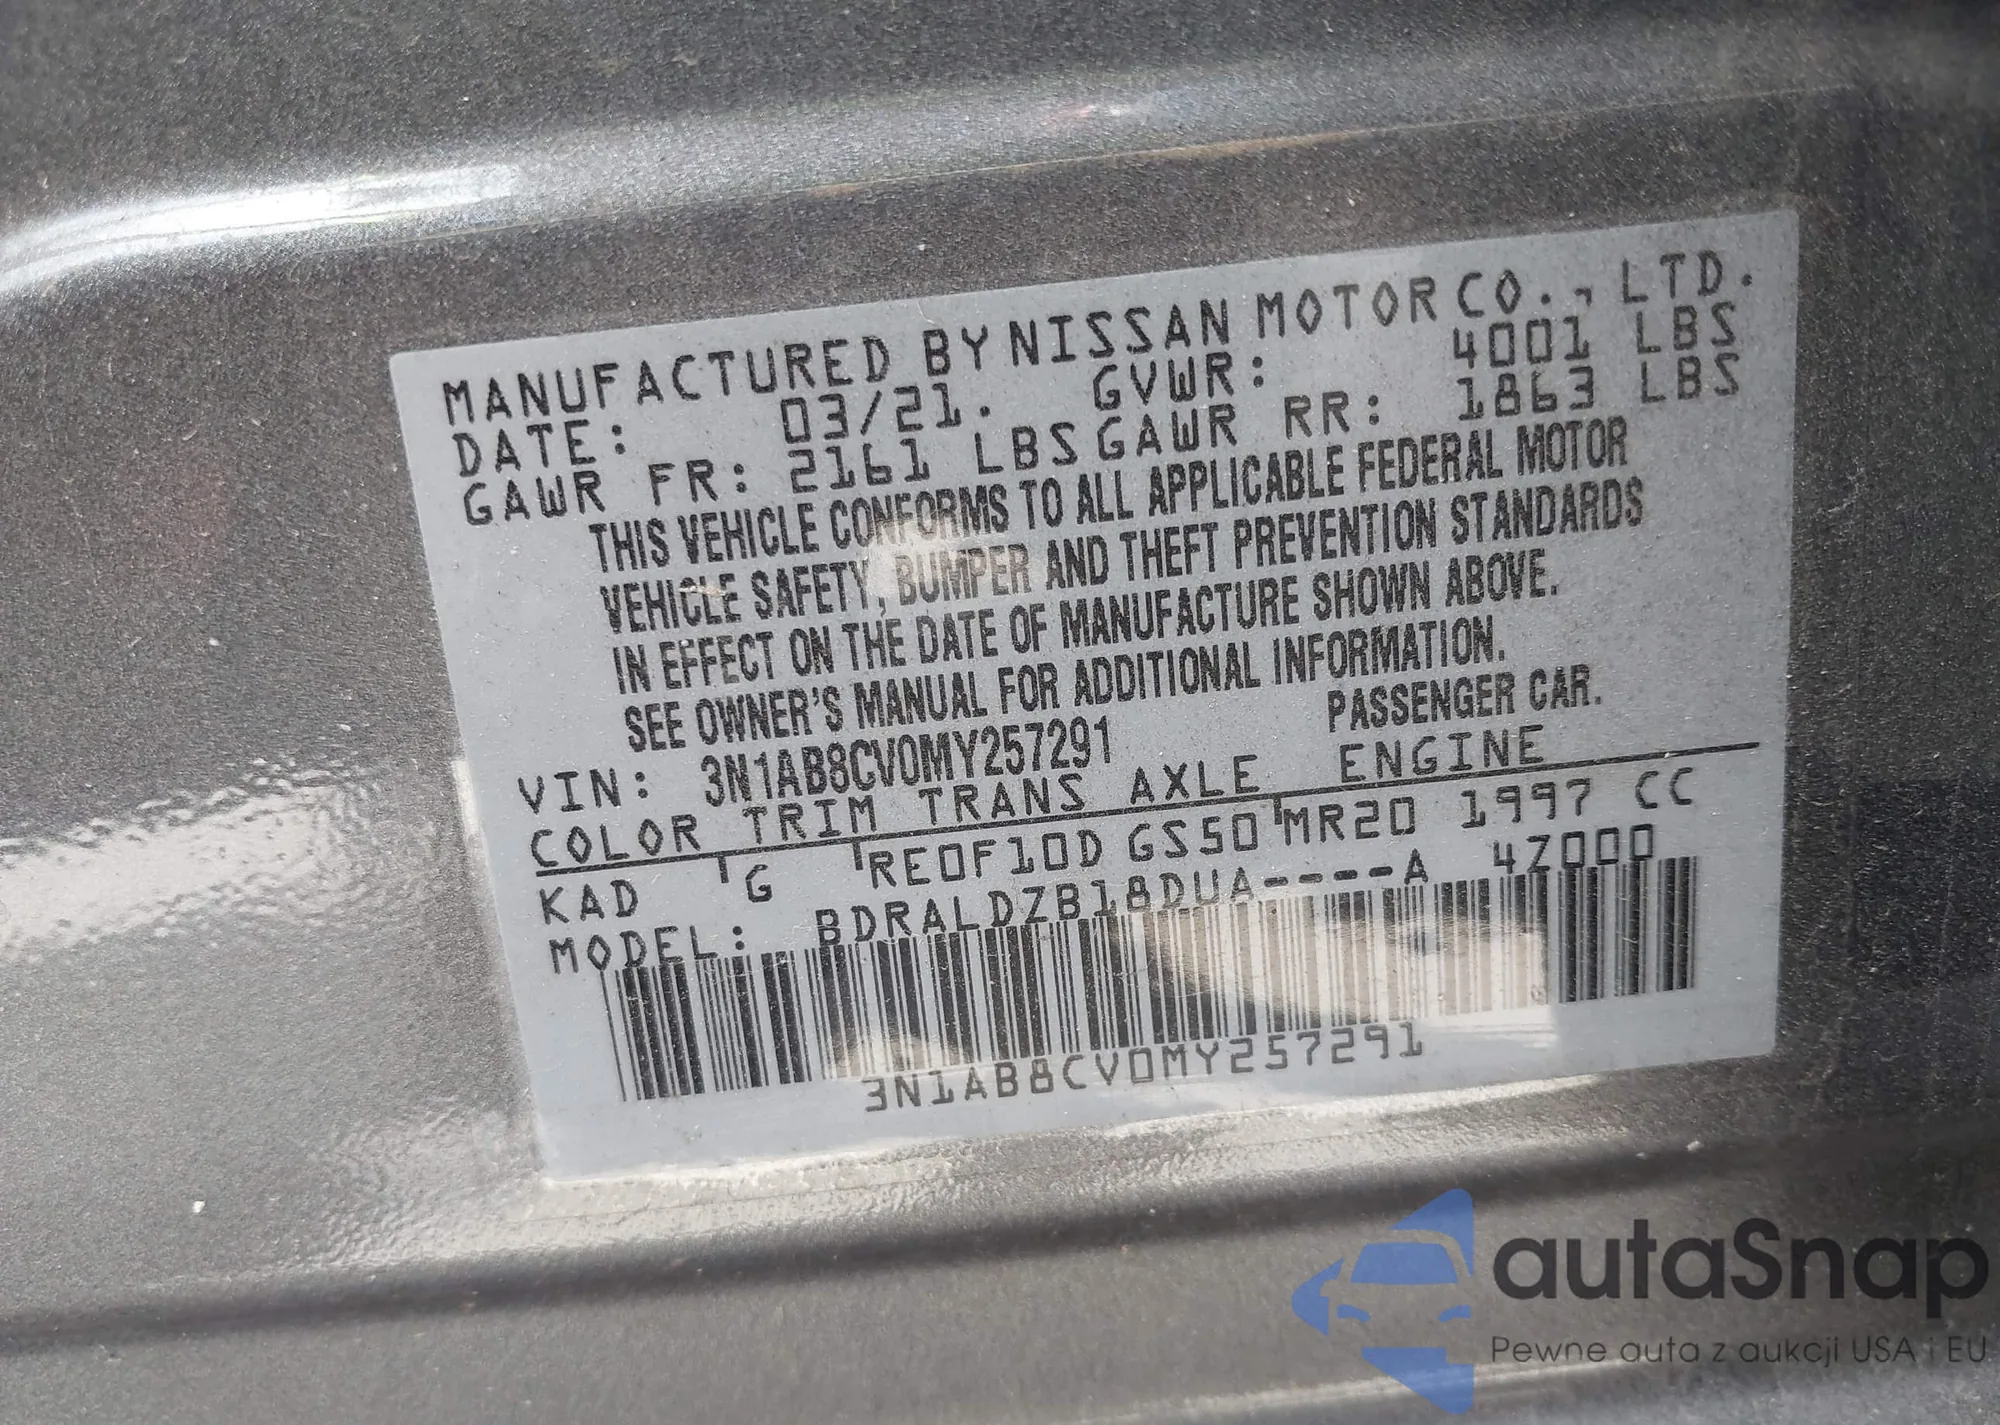 MANUFACTURED BY NISSAN MOTOR CO., LTD.
DATE: 03/21. GVWR: 4001 LBS
GAWR FR: 2161 LBS GAWR RR: 1863 LBS
THIS VEHICLE CONFORMS TO ALL APPLICABLE FEDERAL MOTOR
VEHICLE SAFETY, BUMPER AND THEFT PREVENTION STANDARDS
IN EFFECT ON THE DATE OF MANUFACTURE SHOWN ABOVE.
SEE OWNER'S MANUAL FOR ADDITIONAL INFORMATION.
VIN: 3N1AB8CV0MY257291 PASSENGER CAR.
COLOR TRIM TRANS AXLE ENGINE
KAD G RE0F10D GS50 MR20 1997 CC
MODEL: BDRALDZB18DUA----A 4Z000
3N1AB8CV0MY257291
autaSnap
Pewne auta z aukcji USA i EU